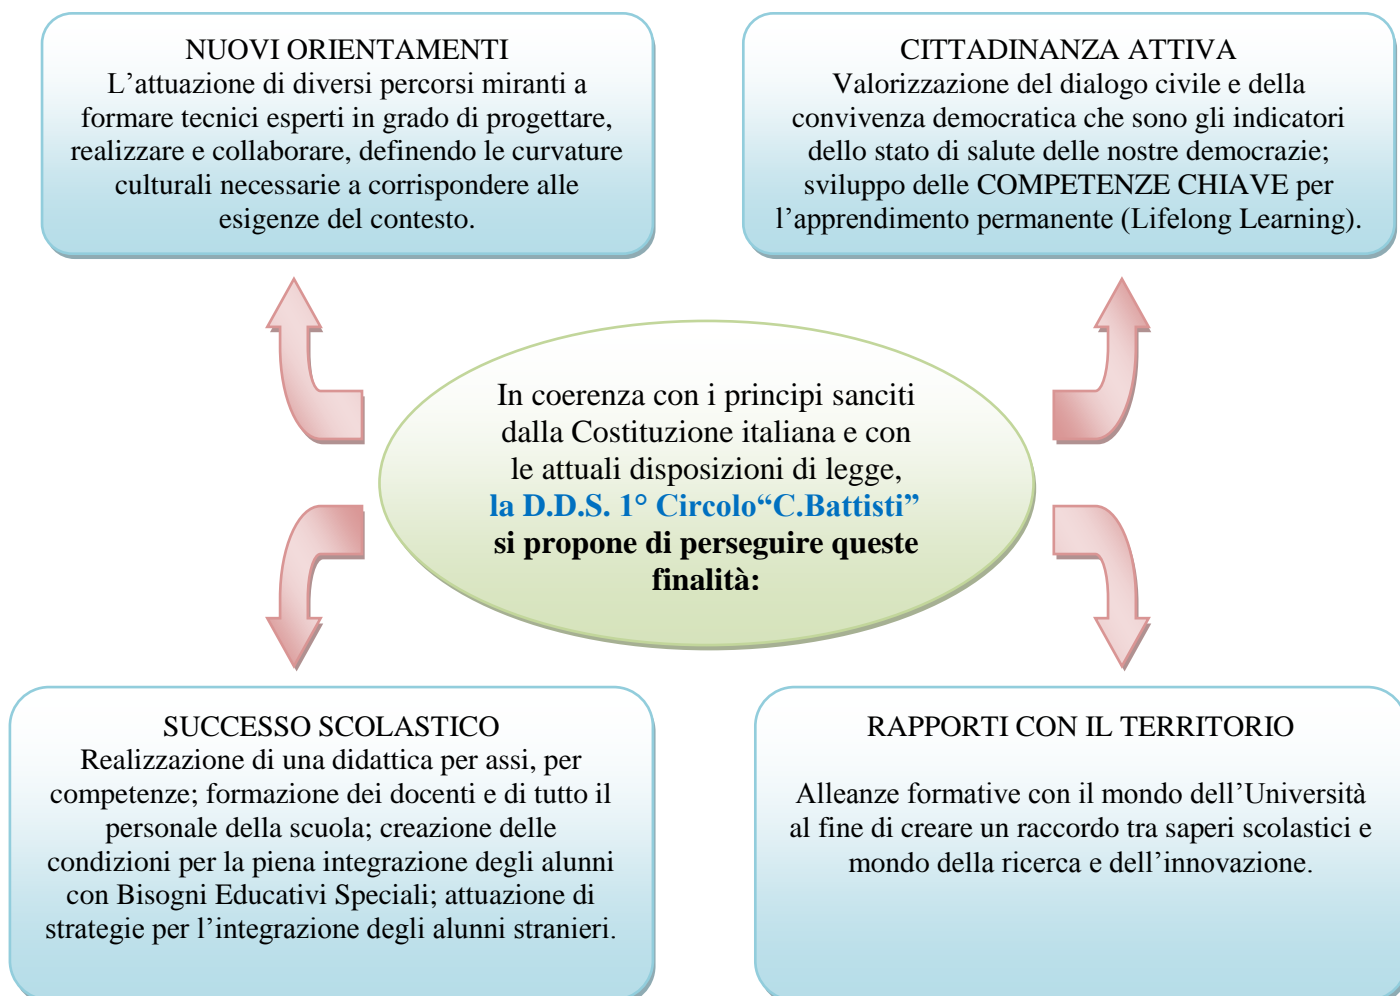 NUOVI ORIENTAMENTI
L’attuazione di diversi percorsi miranti a
formare tecnici esperti in grado di progettare,
realizzare e collaborare, definendo le curvature
culturali necessarie a corrispondere alle
esigenze del contesto.
CITTADINANZA ATTIVA
Valorizzazione del dialogo civile e della
convivenza democratica che sono gli indicatori
dello stato di salute delle nostre democrazie;
sviluppo delle COMPETENZE CHIAVE per
l’apprendimento permanente (Lifelong Learning).
In coerenza con i principi sanciti
dalla Costituzione italiana e con
le attuali disposizioni di legge,
la D.D.S. 1° Circolo“C.Battisti”
si propone di perseguire queste
finalità:
SUCCESSO SCOLASTICO
Realizzazione di una didattica per assi, per
competenze; formazione dei docenti e di tutto il
personale della scuola; creazione delle
condizioni per la piena integrazione degli alunni
con Bisogni Educativi Speciali; attuazione di
strategie per l’integrazione degli alunni stranieri.
RAPPORTI CON IL TERRITORIO
Alleanze formative con il mondo dell’Università
al fine di creare un raccordo tra saperi scolastici e
mondo della ricerca e dell’innovazione.